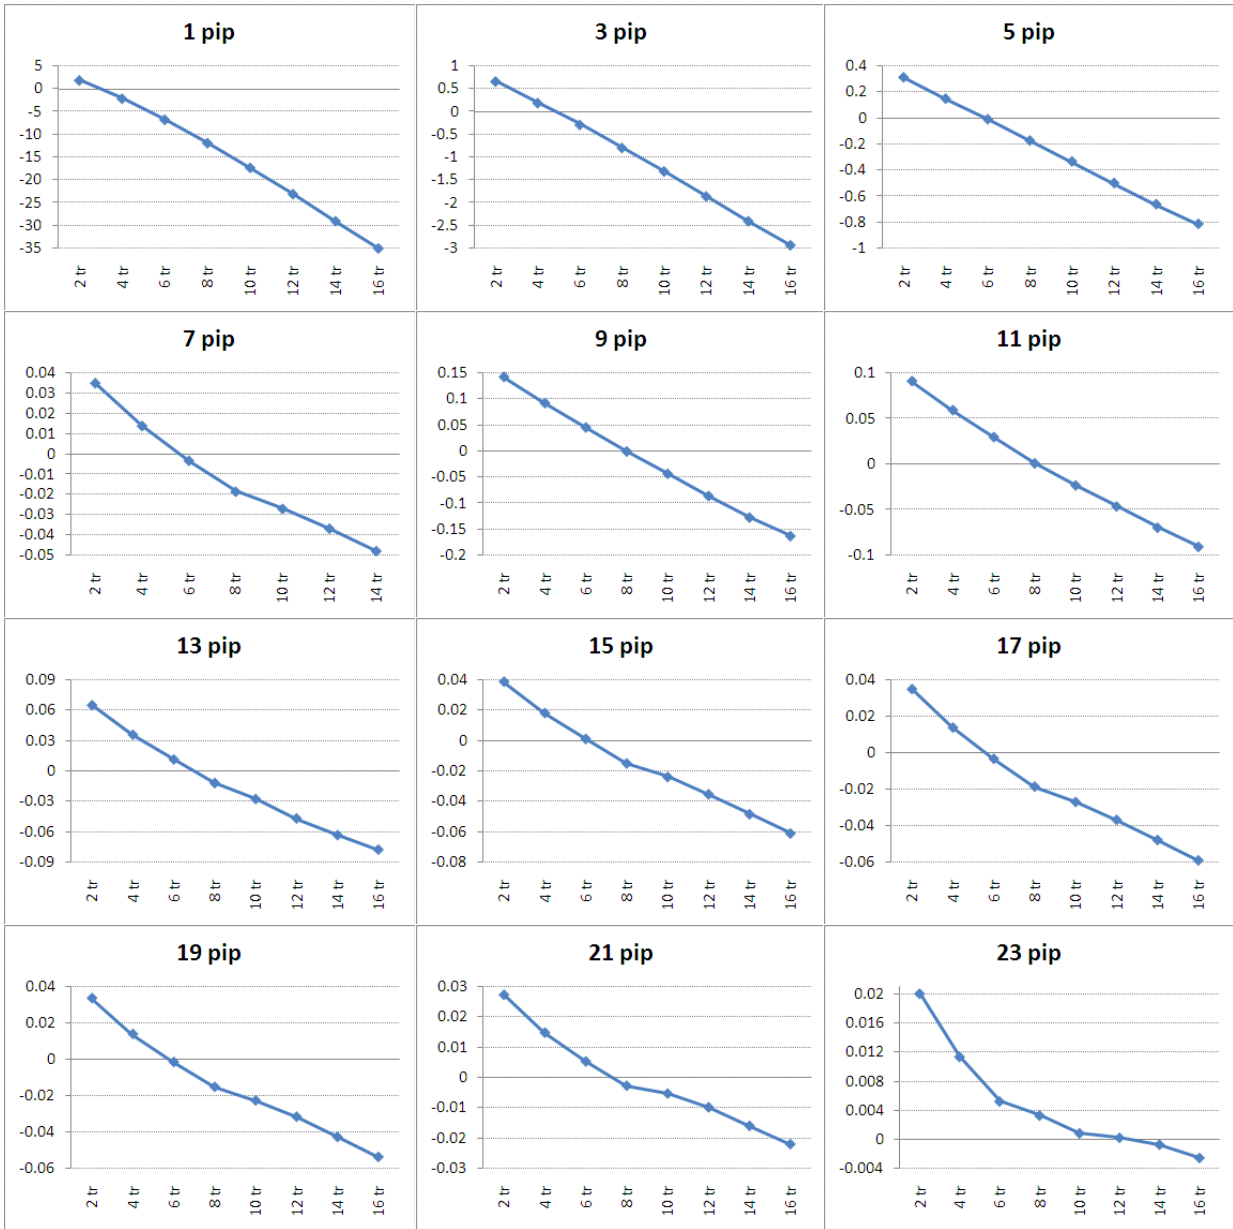 1 pip
5
0
-5
-10
-15
-20
-25
-30
-35
2 tr
4 tr
6 tr
8 tr
10 tr
12 tr
14 tr
16 tr
3 pip
1
0.5
0
-0.5
-1
-1.5
-2
-2.5
-3
2 tr
4 tr
6 tr
8 tr
10 tr
12 tr
14 tr
16 tr
5 pip
0.4
0.2
0
-0.2
-0.4
-0.6
-0.8
-1
2 tr
4 tr
6 tr
8 tr
10 tr
12 tr
14 tr
16 tr
7 pip
0.04
0.03
0.02
0.01
0
-0.01
-0.02
-0.03
-0.04
-0.05
2 tr
4 tr
6 tr
8 tr
10 tr
12 tr
14 tr
9 pip
0.15
0.1
0.05
0
-0.05
-0.1
-0.15
-0.2
2 tr
4 tr
6 tr
8 tr
10 tr
12 tr
14 tr
16 tr
11 pip
0.1
0.05
0
-0.05
-0.1
2 tr
4 tr
6 tr
8 tr
10 tr
12 tr
14 tr
16 tr
13 pip
0.09
0.06
0.03
0
-0.03
-0.06
-0.09
2 tr
4 tr
6 tr
8 tr
10 tr
12 tr
14 tr
16 tr
15 pip
0.04
0.02
0
-0.02
-0.04
-0.06
-0.08
2 tr
4 tr
6 tr
8 tr
10 tr
12 tr
14 tr
16 tr
17 pip
0.04
0.02
0
-0.02
-0.04
-0.06
2 tr
4 tr
6 tr
8 tr
10 tr
12 tr
14 tr
16 tr
19 pip
0.04
0.02
0
-0.02
-0.04
-0.06
2 tr
4 tr
6 tr
8 tr
10 tr
12 tr
14 tr
16 tr
21 pip
0.03
0.02
0.01
0
-0.01
-0.02
-0.03
2 tr
4 tr
6 tr
8 tr
10 tr
12 tr
14 tr
16 tr
23 pip
0.02
0.016
0.012
0.008
0.004
0
-0.004
2 tr
4 tr
6 tr
8 tr
10 tr
12 tr
14 tr
16 tr